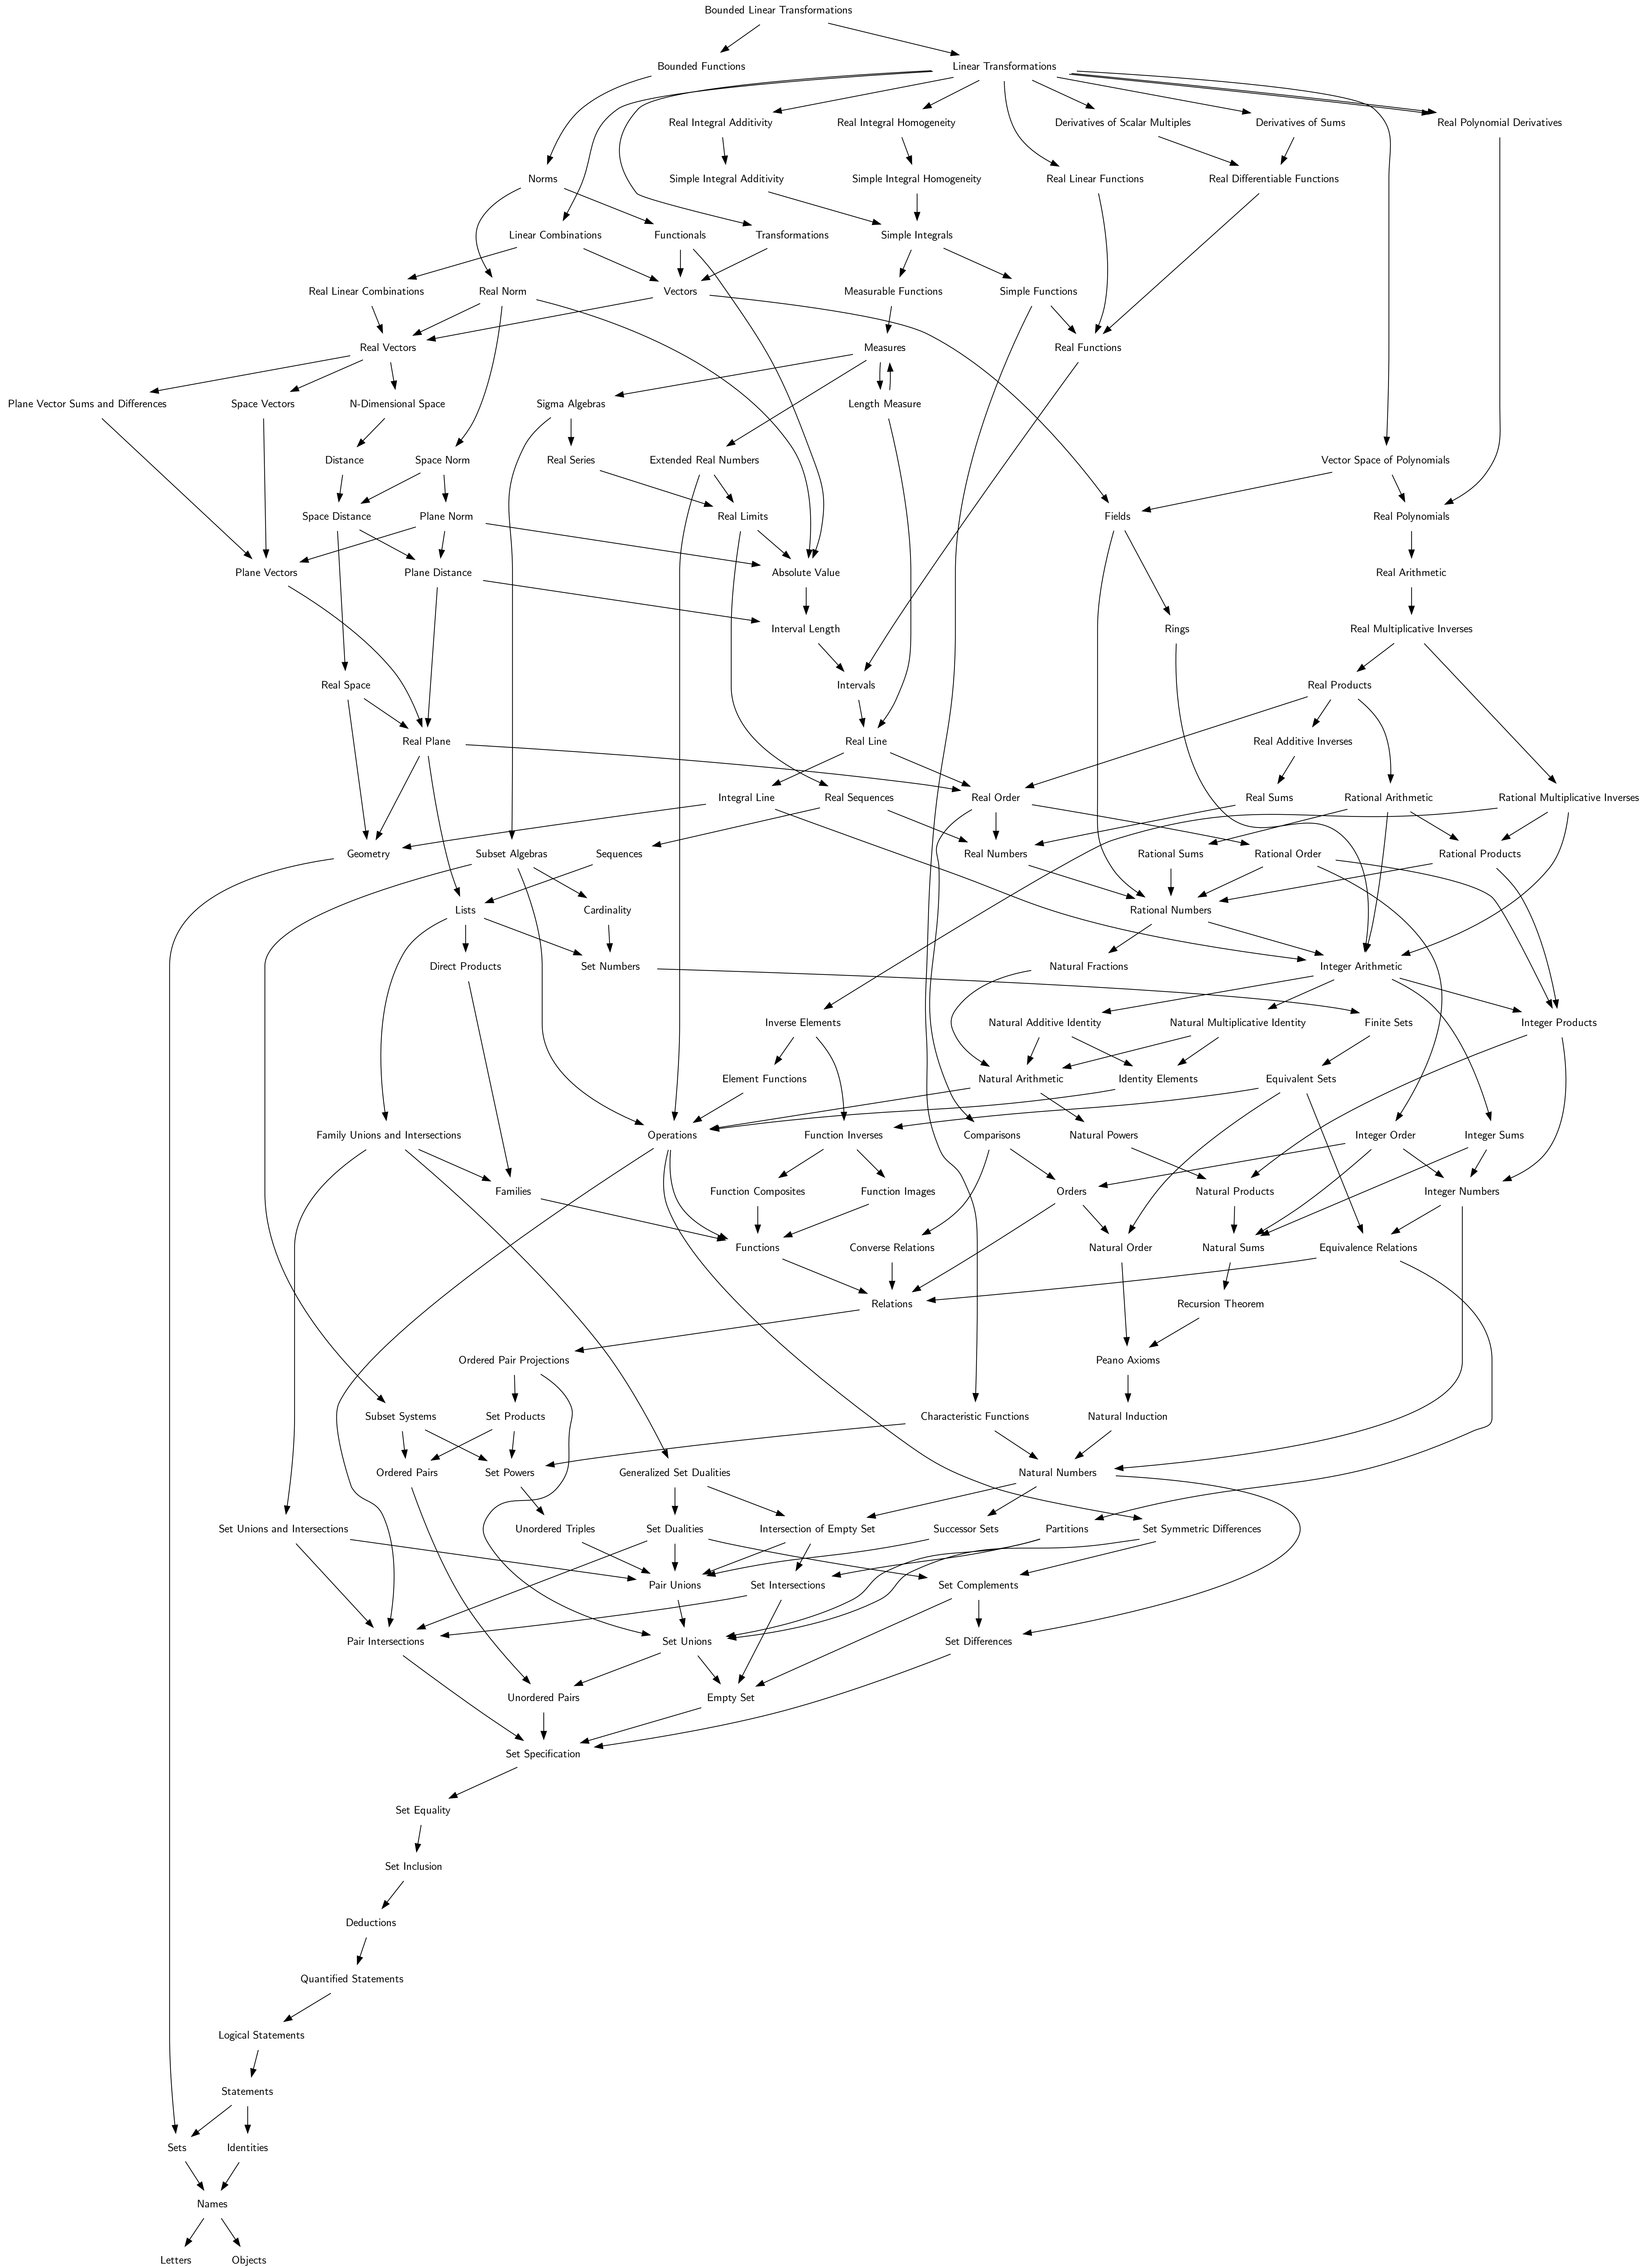 Bounded Linear Transformations
Bounded Functions
Linear Transformations
Real Integral Additivity
Real Integral Homogeneity
Derivatives of Scalar Multiples
Derivatives of Sums
Real Polynomial Derivatives
Norms
Simple Integral Additivity
Simple Integral Homogeneity
Real Linear Functions
Real Differentiable Functions
Linear Combinations
Functionals
Transformations
Simple Integrals
Real Linear Combinations
Real Norm
Vectors
Measurable Functions
Simple Functions
Real Vectors
Measures
Real Functions
Plane Vector Sums and Differences
Space Vectors
N-Dimensional Space
Sigma Algebras
Length Measure
Distance
Space Norm
Real Series
Extended Real Numbers
Vector Space of Polynomials
Space Distance
Plane Norm
Real Limits
Fields
Real Polynomials
Plane Vectors
Plane Distance
Absolute Value
Real Arithmetic
Interval Length
Rings
Real Multiplicative Inverses
Real Space
Intervals
Real Products
Real Plane
Real Line
Real Additive Inverses
Integral Line
Real Sequences
Real Order
Real Sums
Rational Arithmetic
Rational Multiplicative Inverses
Geometry
Subset Algebras
Sequences
Real Numbers
Rational Sums
Rational Order
Rational Products
Lists
Cardinality
Rational Numbers
Direct Products
Set Numbers
Natural Fractions
Integer Arithmetic
Inverse Elements
Natural Additive Identity
Natural Multiplicative Identity
Finite Sets
Integer Products
Element Functions
Natural Arithmetic
Identity Elements
Equivalent Sets
Family Unions and Intersections
Operations
Function Inverses
Comparisons
Natural Powers
Integer Order
Integer Sums
Families
Function Composites
Function Images
Orders
Natural Products
Integer Numbers
Functions
Converse Relations
Natural Order
Natural Sums
Equivalence Relations
Relations
Recursion Theorem
Ordered Pair Projections
Peano Axioms
Subset Systems
Set Products
Characteristic Functions
Natural Induction
Ordered Pairs
Set Powers
Generalized Set Dualities
Natural Numbers
Set Unions and Intersections
Unordered Triples
Set Dualities
Intersection of Empty Set
Successor Sets
Partitions
Set Symmetric Differences
Pair Unions
Set Intersections
Set Complements
Pair Intersections
Set Unions
Set Differences
Unordered Pairs
Empty Set
Set Specification
Set Equality
Set Inclusion
Deductions
Quantified Statements
Logical Statements
Statements
Sets
Identities
Names
Letters
Objects